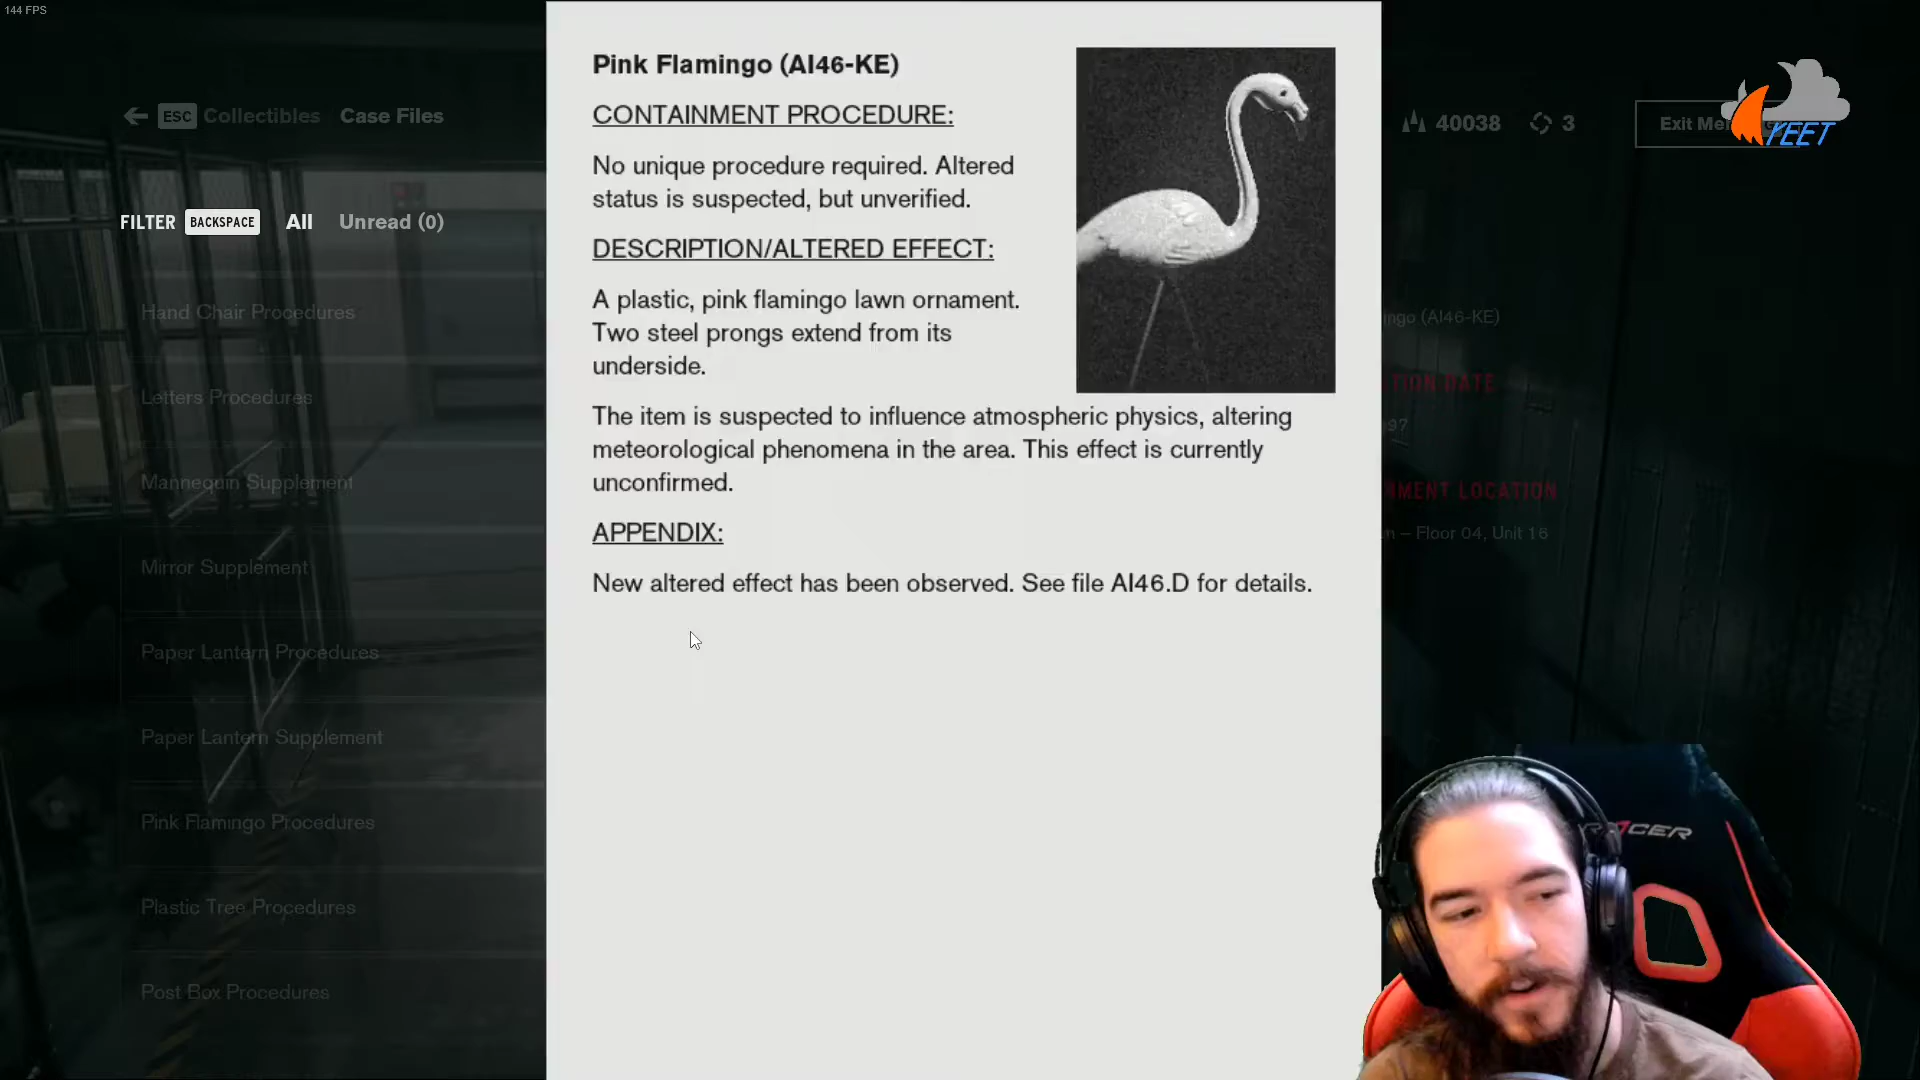 144 FPS
ESC Collectibles Case Files
40038 3
YEET
FILTER BACKSPACE All Unread (0)
Hand Chair Procedures
Letters Procedures
Mannequin Supplement
Mirror Supplement
Paper Lantern Procedures
Paper Lantern Supplement
Pink Flamingo Procedures
Plastic Tree Procedures
Post Box Procedures
Pink Flamingo (AI46-KE)
CONTAINMENT PROCEDURE:
No unique procedure required. Altered
status is suspected, but unverified.
DESCRIPTION/ALTERED EFFECT:
A plastic, pink flamingo lawn ornament.
Two steel prongs extend from its
underside.
The item is suspected to influence atmospheric physics, altering
meteorological phenomena in the area. This effect is currently
unconfirmed.
APPENDIX:
New altered effect has been observed. See file AI46.D for details.
(AI46-KE)
DATE
97
LOCATION
– Floor 04, Unit 16
Exit